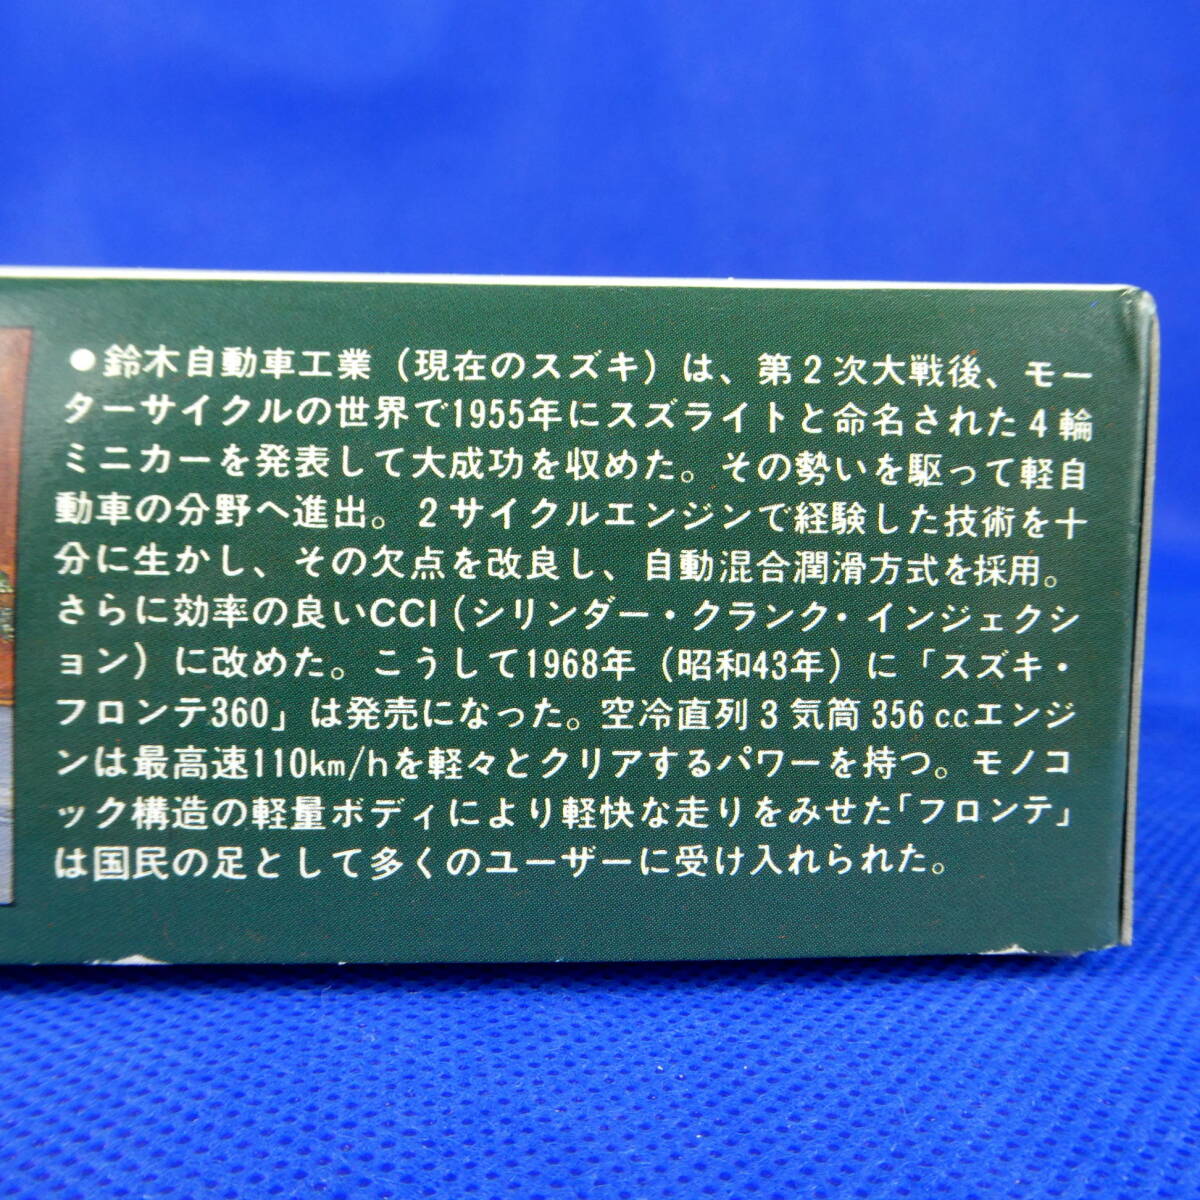 ●鈴木自動車工業（現在のスズキ）は、第2次大戦後、モー
ターサイクルの世界で1955年にスズライトと命名された4輪
ミニカーを発表して大成功を収めた。その勢いを駆って軽自
動車の分野へ進出。2サイクルエンジンで経験した技術を十
分に生かし、その欠点を改良し、自動混合潤滑方式を採用。
さらに効率の良いCCI（シリンダー・クランク・インジェクシ
ョン）に改めた。こうして1968年（昭和43年）に「スズキ・
フロンテ360」は発売になった。空冷直列3気筒356ccエンジ
ンは最高速110km/hを軽々とクリアするパワーを持つ。モノコ
ック構造の軽量ボディにより軽快な走りをみせた「フロンテ」
は国民の足として多くのユーザーに受け入れられた。